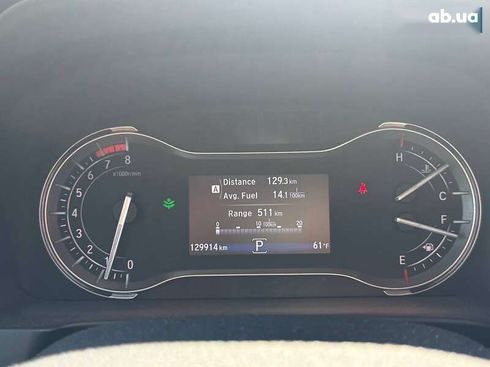 ab.ua
8
7
6
5
4
3
2
1
0
x1000r/min
A Distance 129.3 km
Avg. Fuel 14.1 /100km
Range 511 km
0 10 /100km 20
129914 km P 61°F
H
C
F
E